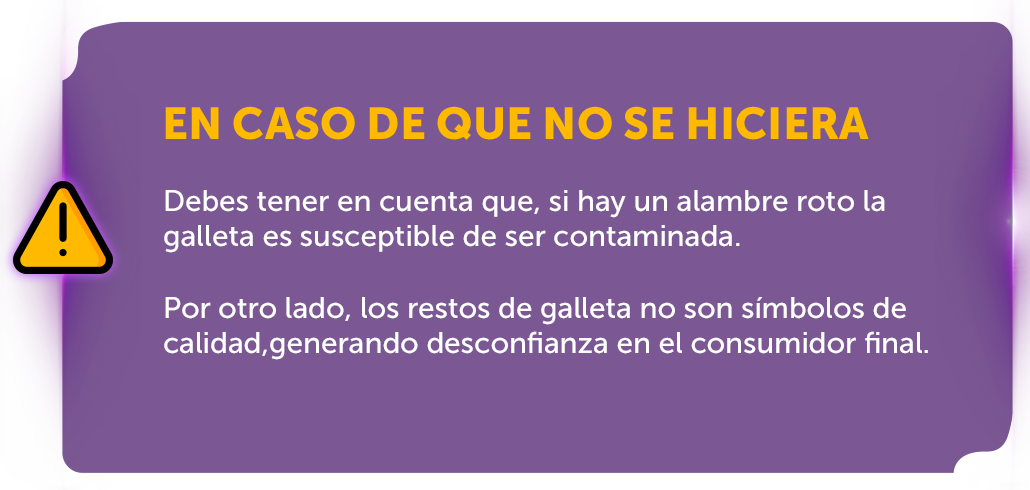 EN CASO DE QUE NO SE HICIERA
Debes tener en cuenta que, si hay un alambre roto la
galleta es susceptible de ser contaminada.
Por otro lado, los restos de galleta no son símbolos de
calidad,generando desconfianza en el consumidor final.